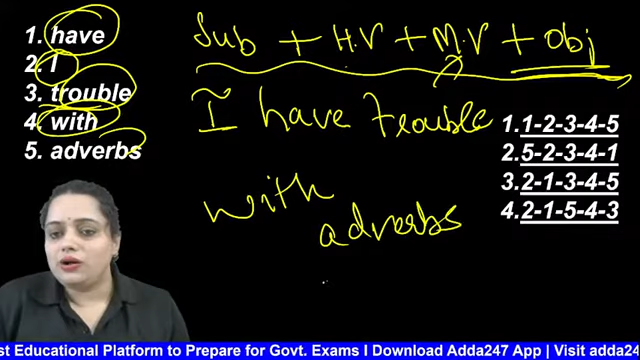 1. have
2. I
3. trouble
4. with
5. adverbs
Sub + H.V + M.V + Obj
I have trouble
with
adverbs
1.1-2-3-4-5
2.5-2-3-4-1
3.2-1-3-4-5
4.2-1-5-4-3
st Educational Platform to Prepare for Govt. Exams I Download Adda247 App | Visit adda24